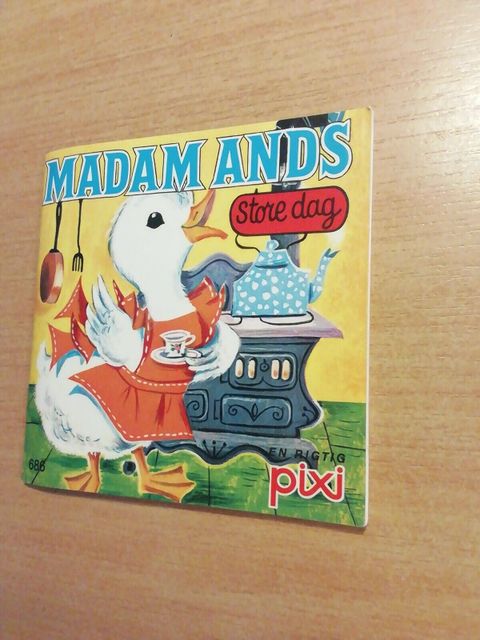 MADAM ANDS
store dag
686
EN RIGTIG
pixi